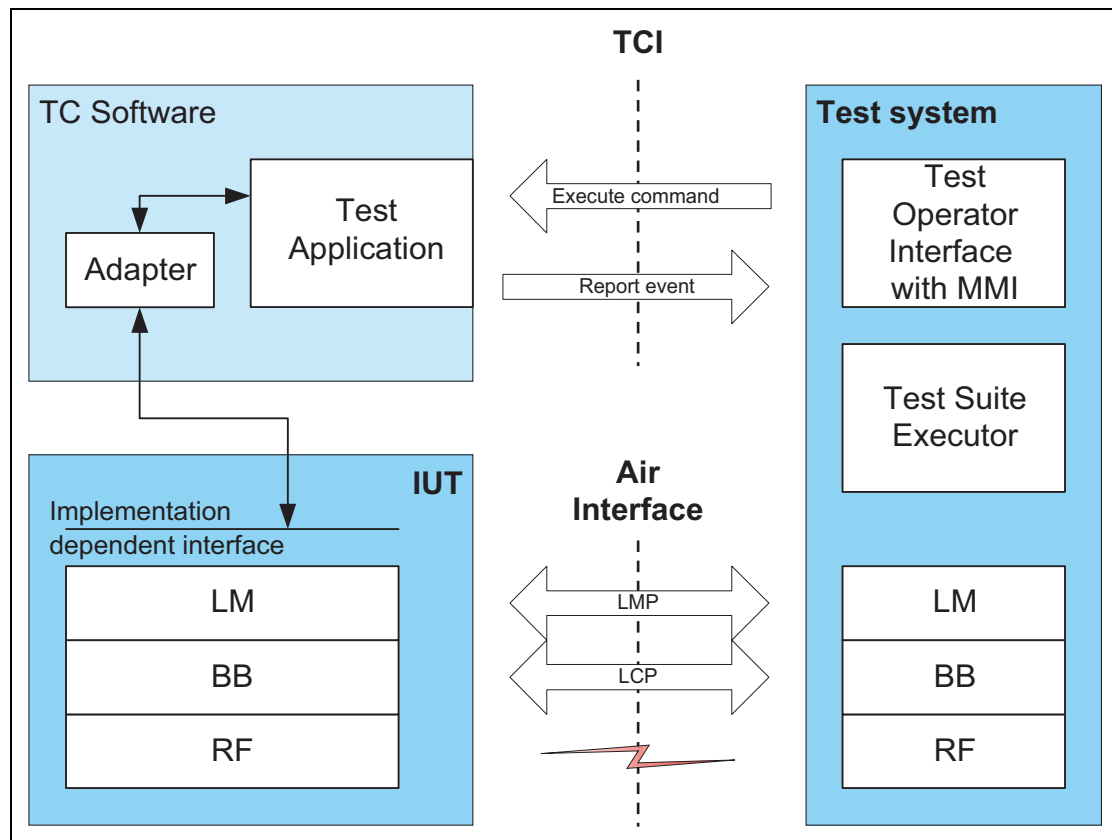 TCI
TC Software
Test
Application
Adapter
Execute command
Report event
Test system
Test
Operator
Interface
with MMI
Test Suite
Executor
IUT
Implementation
dependent interface
LM
BB
RF
Air
Interface
LMP
LCP
LM
BB
RF